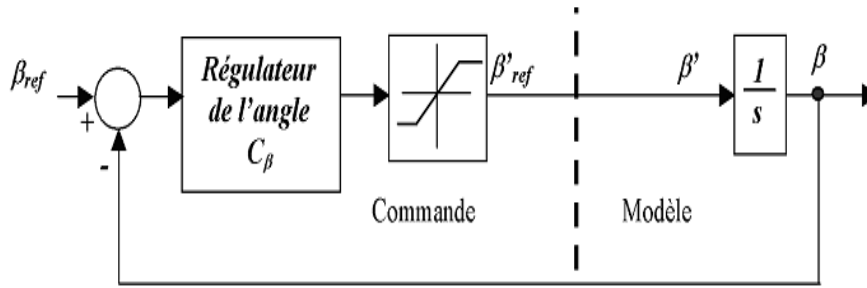 β_ref
+
-
Régulateur
de l'angle
C_β
β'_ref
β'
1
s
β
Commande
Modèle